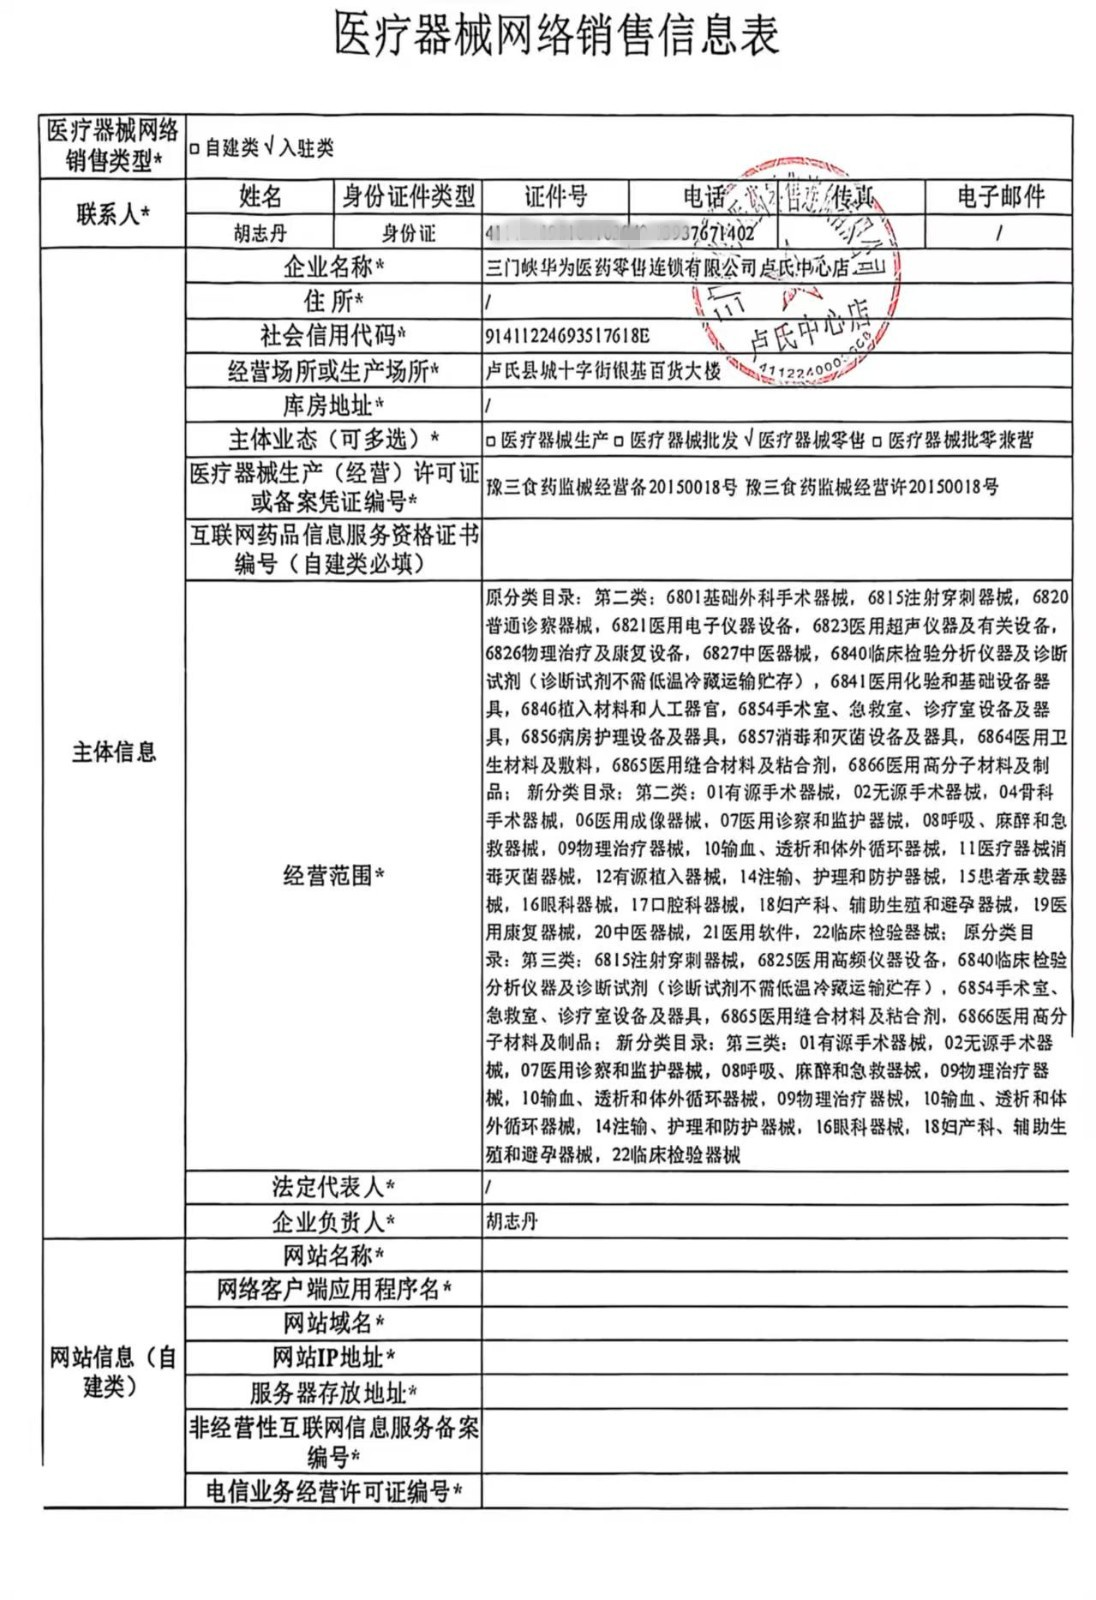 医疗器械网络销售信息表
医疗器械网络
销售类型*
□ 自建类 √ 入驻类
联系人*
姓名 身份证件类型 证件号 电话 传真 电子邮件
胡志丹 身份证 937671402 /
主体信息
企业名称* 三门峡华为医药零售连锁有限公司卢氏中心店
住所* /
社会信用代码* 91411224693517618E
经营场所或生产场所* 卢氏县城十字街银基百货大楼
库房地址* /
主体业态（可多选）* □ 医疗器械生产 □ 医疗器械批发 √ 医疗器械零售 □ 医疗器械批零兼营
医疗器械生产（经营）许可证
或备案凭证编号*
豫三食药监械经营备20150018号 豫三食药监械经营许20150018号
互联网药品信息服务资格证书
编号（自建类必填）
经营范围*
原分类目录：第二类：6801基础外科手术器械，6815注射穿刺器械，6820
普通诊察器械，6821医用电子仪器设备，6823医用超声仪器及有关设备，
6826物理治疗及康复设备，6827中医器械，6840临床检验分析仪器及诊断
试剂（诊断试剂不需低温冷藏运输贮存），6841医用化验和基础设备器
具，6846植入材料和人工器官，6854手术室、急救室、诊疗室设备及器
具，6856病房护理设备及器具，6857消毒和灭菌设备及器具，6864医用卫
生材料及敷料，6865医用缝合材料及粘合剂，6866医用高分子材料及制
品； 新分类目录：第二类：01有源手术器械，02无源手术器械，04骨科
手术器械，06医用成像器械，07医用诊察和监护器械，08呼吸、麻醉和急
救器械，09物理治疗器械，10输血、透析和体外循环器械，11医疗器械消
毒灭菌器械，12有源植入器械，14注输、护理和防护器械，15患者承载器
械，16眼科器械，17口腔科器械，18妇产科、辅助生殖和避孕器械，19医
用康复器械，20中医器械，21医用软件，22临床检验器械； 原分类目
录：第三类：6815注射穿刺器械，6825医用高频仪器设备，6840临床检验
分析仪器及诊断试剂（诊断试剂不需低温冷藏运输贮存），6854手术室、
急救室、诊疗室设备及器具，6865医用缝合材料及粘合剂，6866医用高分
子材料及制品； 新分类目录：第三类：01有源手术器械，02无源手术器
械，07医用诊察和监护器械，08呼吸、麻醉和急救器械，09物理治疗器
械，10输血、透析和体外循环器械，09物理治疗器械，10输血、透析和体
外循环器械，14注输、护理和防护器械，16眼科器械，18妇产科、辅助生
殖和避孕器械，22临床检验器械
法定代表人* /
企业负责人* 胡志丹
网站信息（自
建类）
网站名称*
网络客户端应用程序名*
网站域名*
网站IP地址*
服务器存放地址*
非经营性互联网信息服务备案
编号*
电信业务经营许可证编号*
卢氏中心店